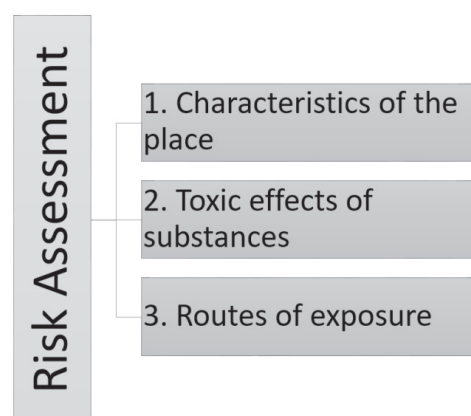 Risk Assessment
1. Characteristics of the
place
2. Toxic effects of
substances
3. Routes of exposure